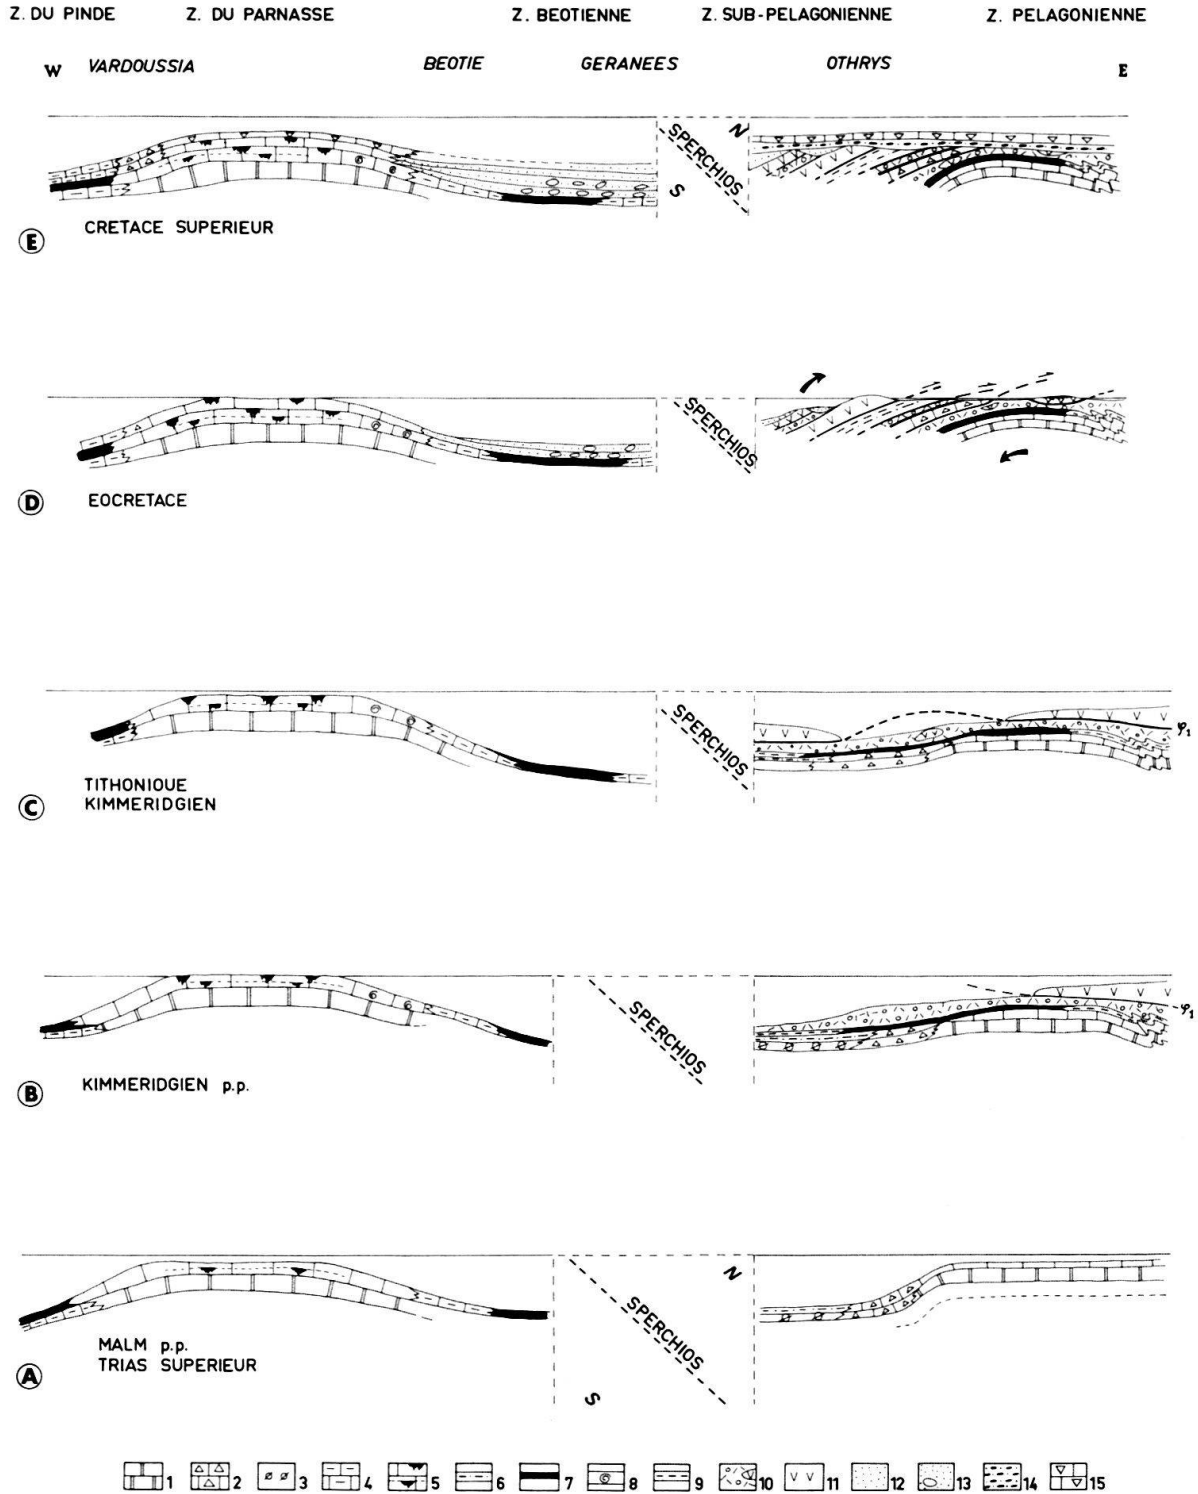 Z. DU PINDE Z. DU PARNASSE Z. BEOTIENNE Z. SUB-PELAGONIENNE Z. PELAGONIENNE
W VARDOUSSIA BEOTIE GERANEES OTHRYS E
N
SPERCHIOS
S
E CRETACE SUPERIEUR
SPERCHIOS
D EOCRETACE
SPERCHIOS
φ1
C TITHONIQUE
KIMMERIDGIEN
SPERCHIOS
φ1
B KIMMERIDGIEN p.p.
N
SPERCHIOS
S
MALM p.p.
A TRIAS SUPERIEUR
1 2 3 4 5 6 7 8 9 10 11 12 13 14 15